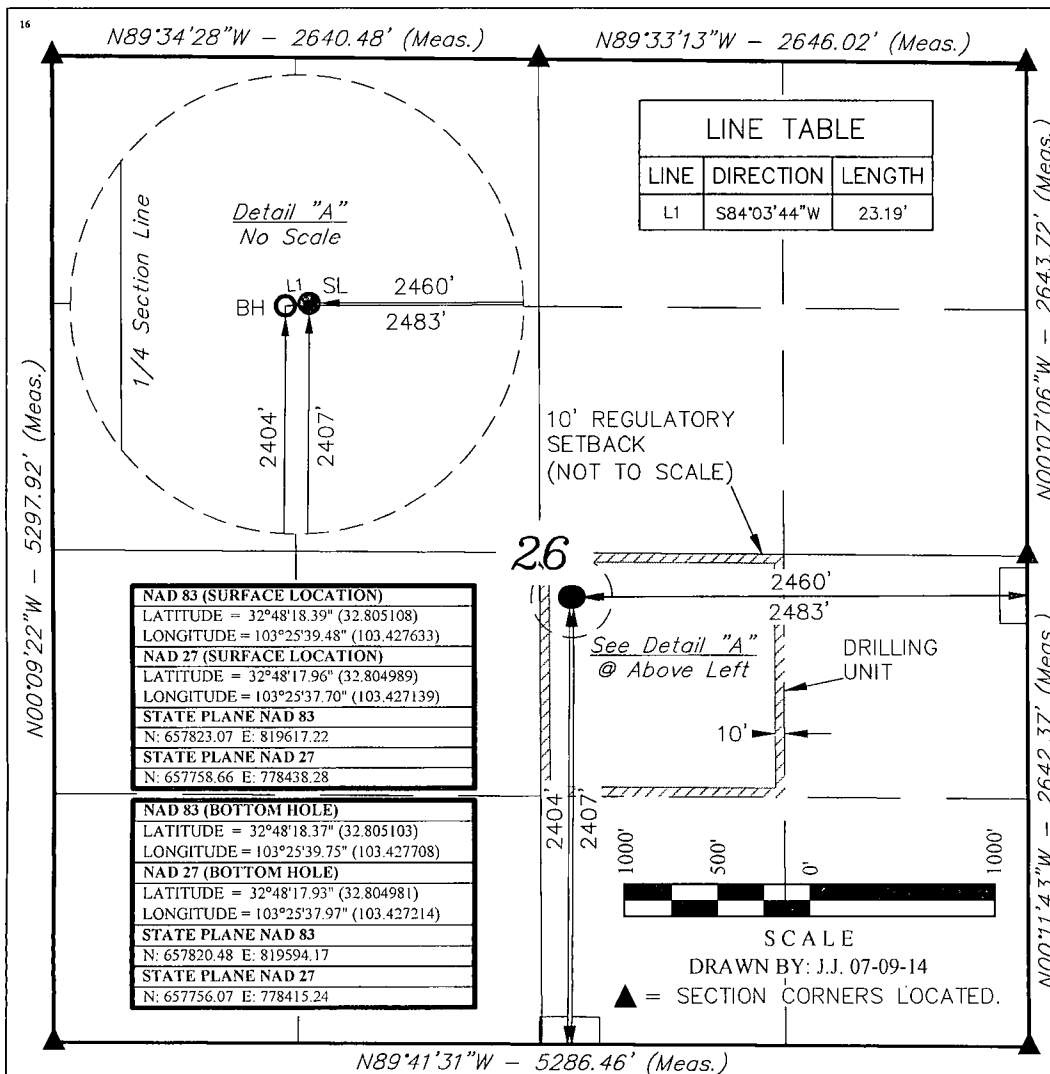 16
N89°34'28"W - 2640.48' (Meas.)
N89°33'13"W - 2646.02' (Meas.)
LINE TABLE
LINE DIRECTION LENGTH
L1 S84°03'44"W 23.19'
Detail "A"
No Scale
1/4 Section Line
L1
SL
BH
2460'
2483'
2404'
2407'
N00°07'06"W - 2643.72' (Meas.)
N00°09'22"W - 5297.92' (Meas.)
10' REGULATORY
SETBACK
(NOT TO SCALE)
26
2460'
2483'
See Detail "A"
@ Above Left
DRILLING
UNIT
10'
2404'
2407'
N00°11'43"W - 2642.37' (Meas.)
NAD 83 (SURFACE LOCATION)
LATITUDE = 32°48'18.39" (32.805108)
LONGITUDE = 103°25'39.48" (103.427633)
NAD 27 (SURFACE LOCATION)
LATITUDE = 32°48'17.96" (32.804989)
LONGITUDE = 103°25'37.70" (103.427139)
STATE PLANE NAD 83
N: 657823.07 E: 819617.22
STATE PLANE NAD 27
N: 657758.66 E: 778438.28
NAD 83 (BOTTOM HOLE)
LATITUDE = 32°48'18.37" (32.805103)
LONGITUDE = 103°25'39.75" (103.427708)
NAD 27 (BOTTOM HOLE)
LATITUDE = 32°48'17.93" (32.804981)
LONGITUDE = 103°25'37.97" (103.427214)
STATE PLANE NAD 83
N: 657820.48 E: 819594.17
STATE PLANE NAD 27
N: 657756.07 E: 778415.24
1000'
500'
0'
1000'
SCALE
DRAWN BY: J.J. 07-09-14
▲ = SECTION CORNERS LOCATED.
N89°41'31"W - 5286.46' (Meas.)